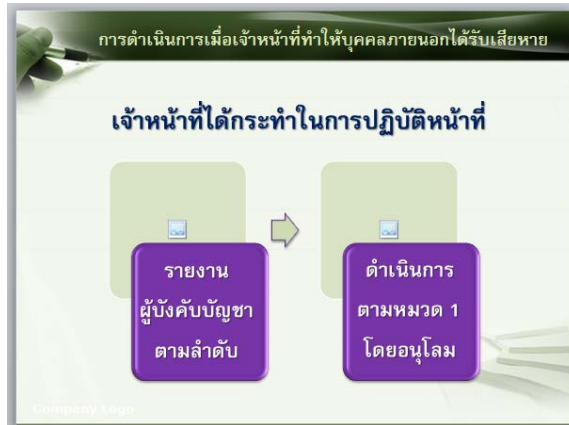 การดำเนินการเมื่อเจ้าหน้าที่ทำให้บุคคลภายนอกได้รับเสียหาย
เจ้าหน้าที่ได้กระทำในการปฏิบัติหน้าที่
รายงาน
ผู้บังคับบัญชา
ตามลำดับ
ดำเนินการ
ตามหมวด 1
โดยอนุโลม
Company Logo